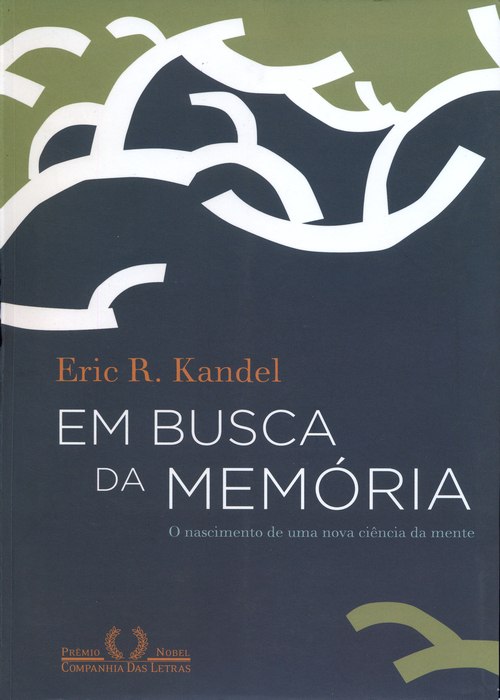 Eric R. Kandel
EM BUSCA
DA MEMÓRIA
O nascimento de uma nova ciência da mente
PRÊMIO NOBEL
COMPANHIA DAS LETRAS